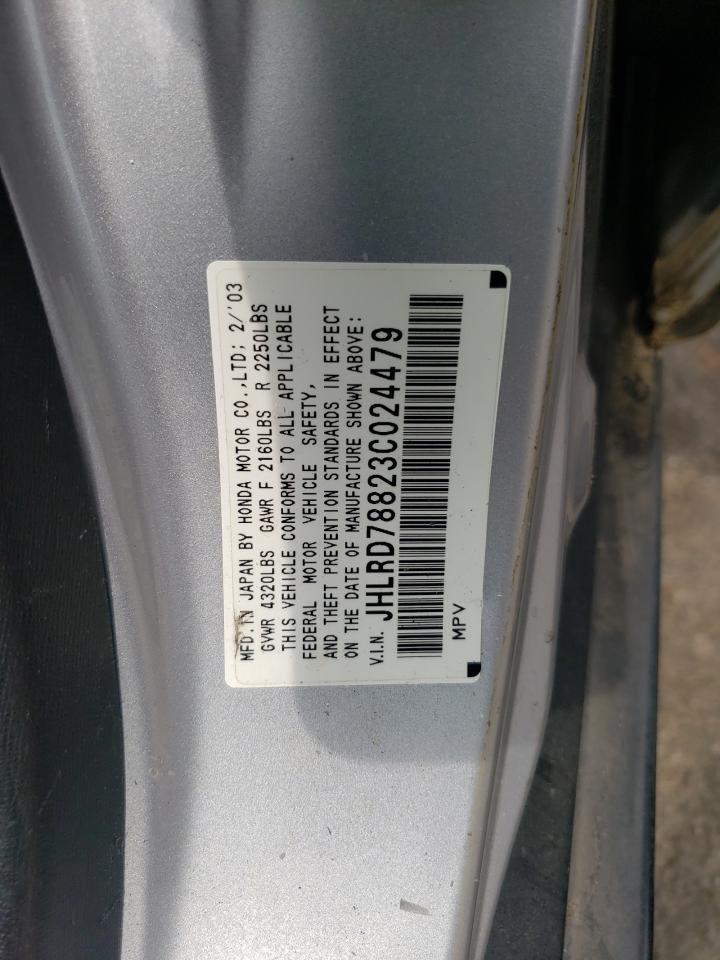 MFD. IN JAPAN BY HONDA MOTOR CO.,LTD; 2/'03
GVWR 4320LBS GAWR F 2160LBS R 2250LBS
THIS VEHICLE CONFORMS TO ALL APPLICABLE
FEDERAL MOTOR VEHICLE SAFETY,
AND THEFT PREVENTION STANDARDS IN EFFECT
ON THE DATE OF MANUFACTURE SHOWN ABOVE:
V.I.N. JHLRD78823C024479
MPV